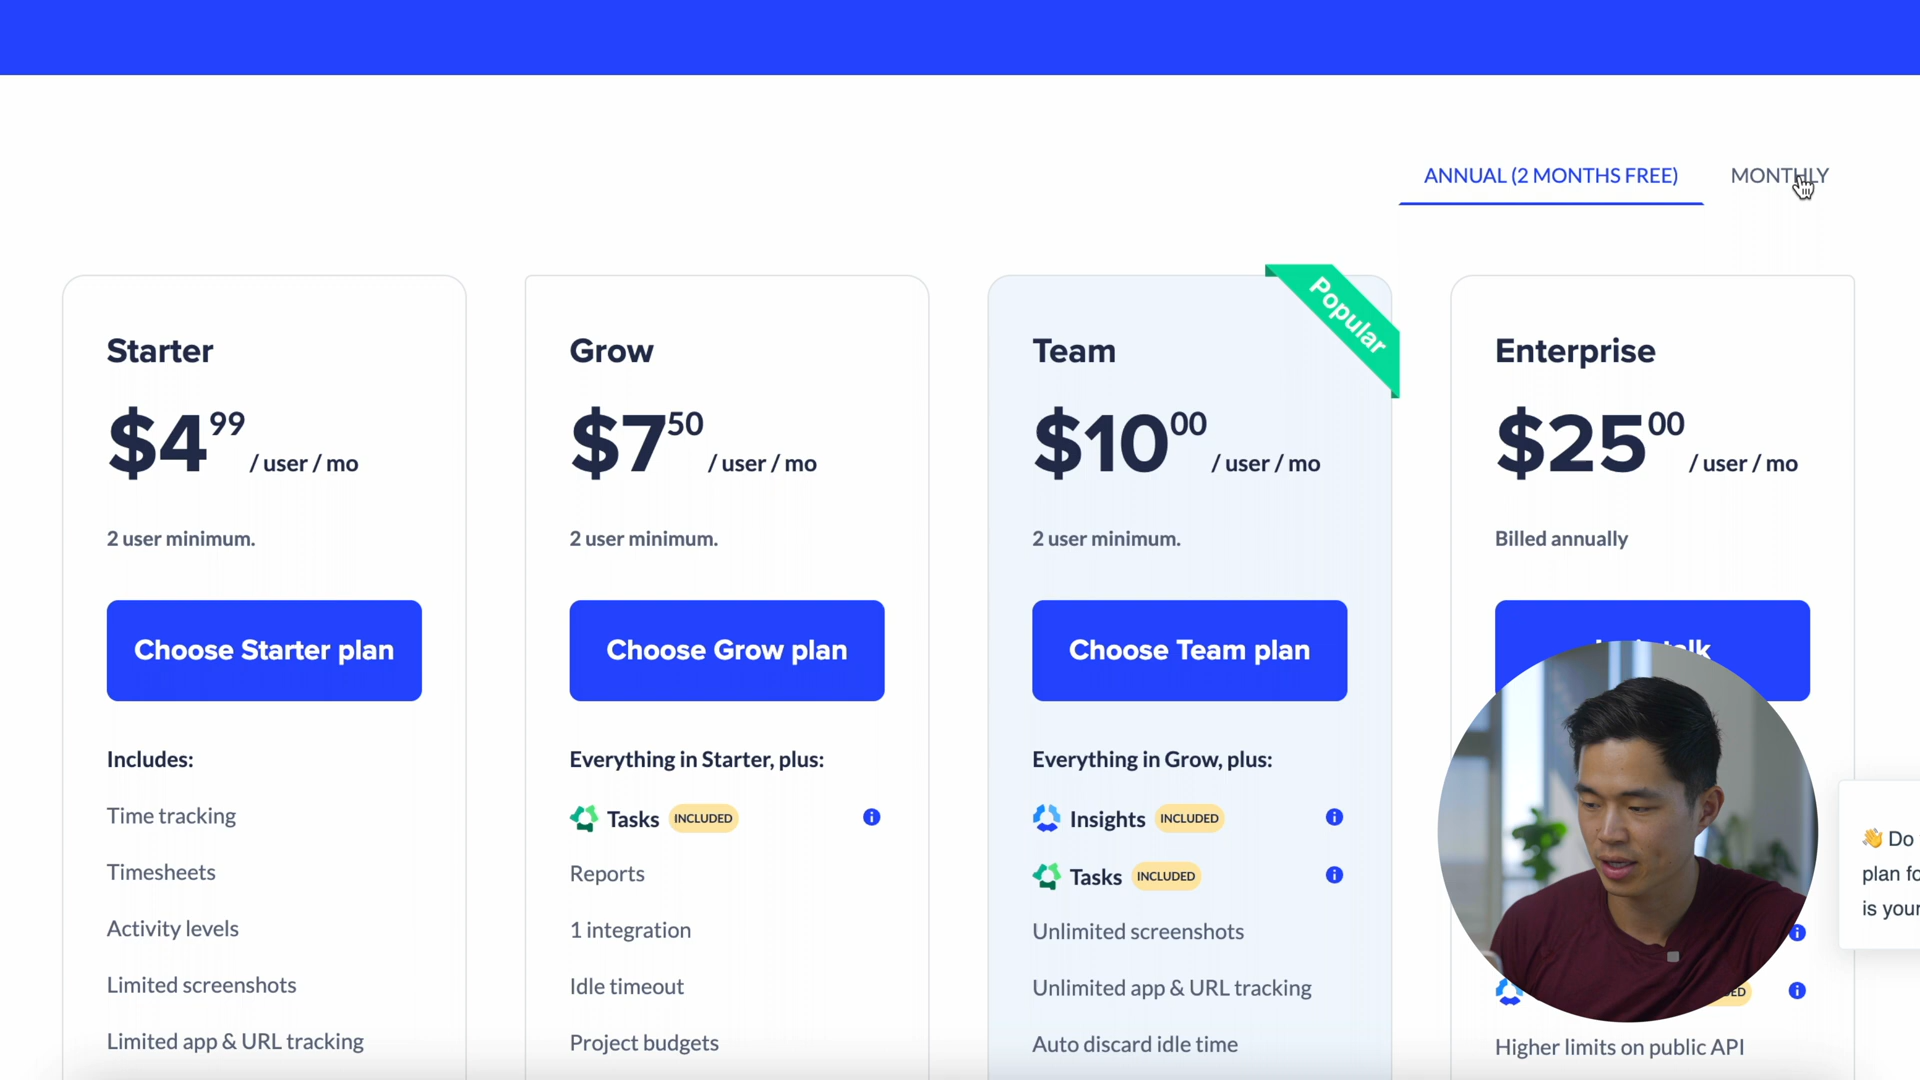 ANNUAL (2 MONTHS FREE) MONTHLY
Popular
Starter
$4 99 / user / mo
2 user minimum.
Choose Starter plan
Includes:
Time tracking
Timesheets
Activity levels
Limited screenshots
Limited app & URL tracking
Grow
$7 50 / user / mo
2 user minimum.
Choose Grow plan
Everything in Starter, plus:
Tasks INCLUDED
Reports
1 integration
Idle timeout
Project budgets
Team
$10 00 / user / mo
2 user minimum.
Choose Team plan
Everything in Grow, plus:
Insights INCLUDED
Tasks INCLUDED
Unlimited screenshots
Unlimited app & URL tracking
Auto discard idle time
Enterprise
$25 00 / user / mo
Billed annually
Higher limits on public API
👋 Do
plan
is